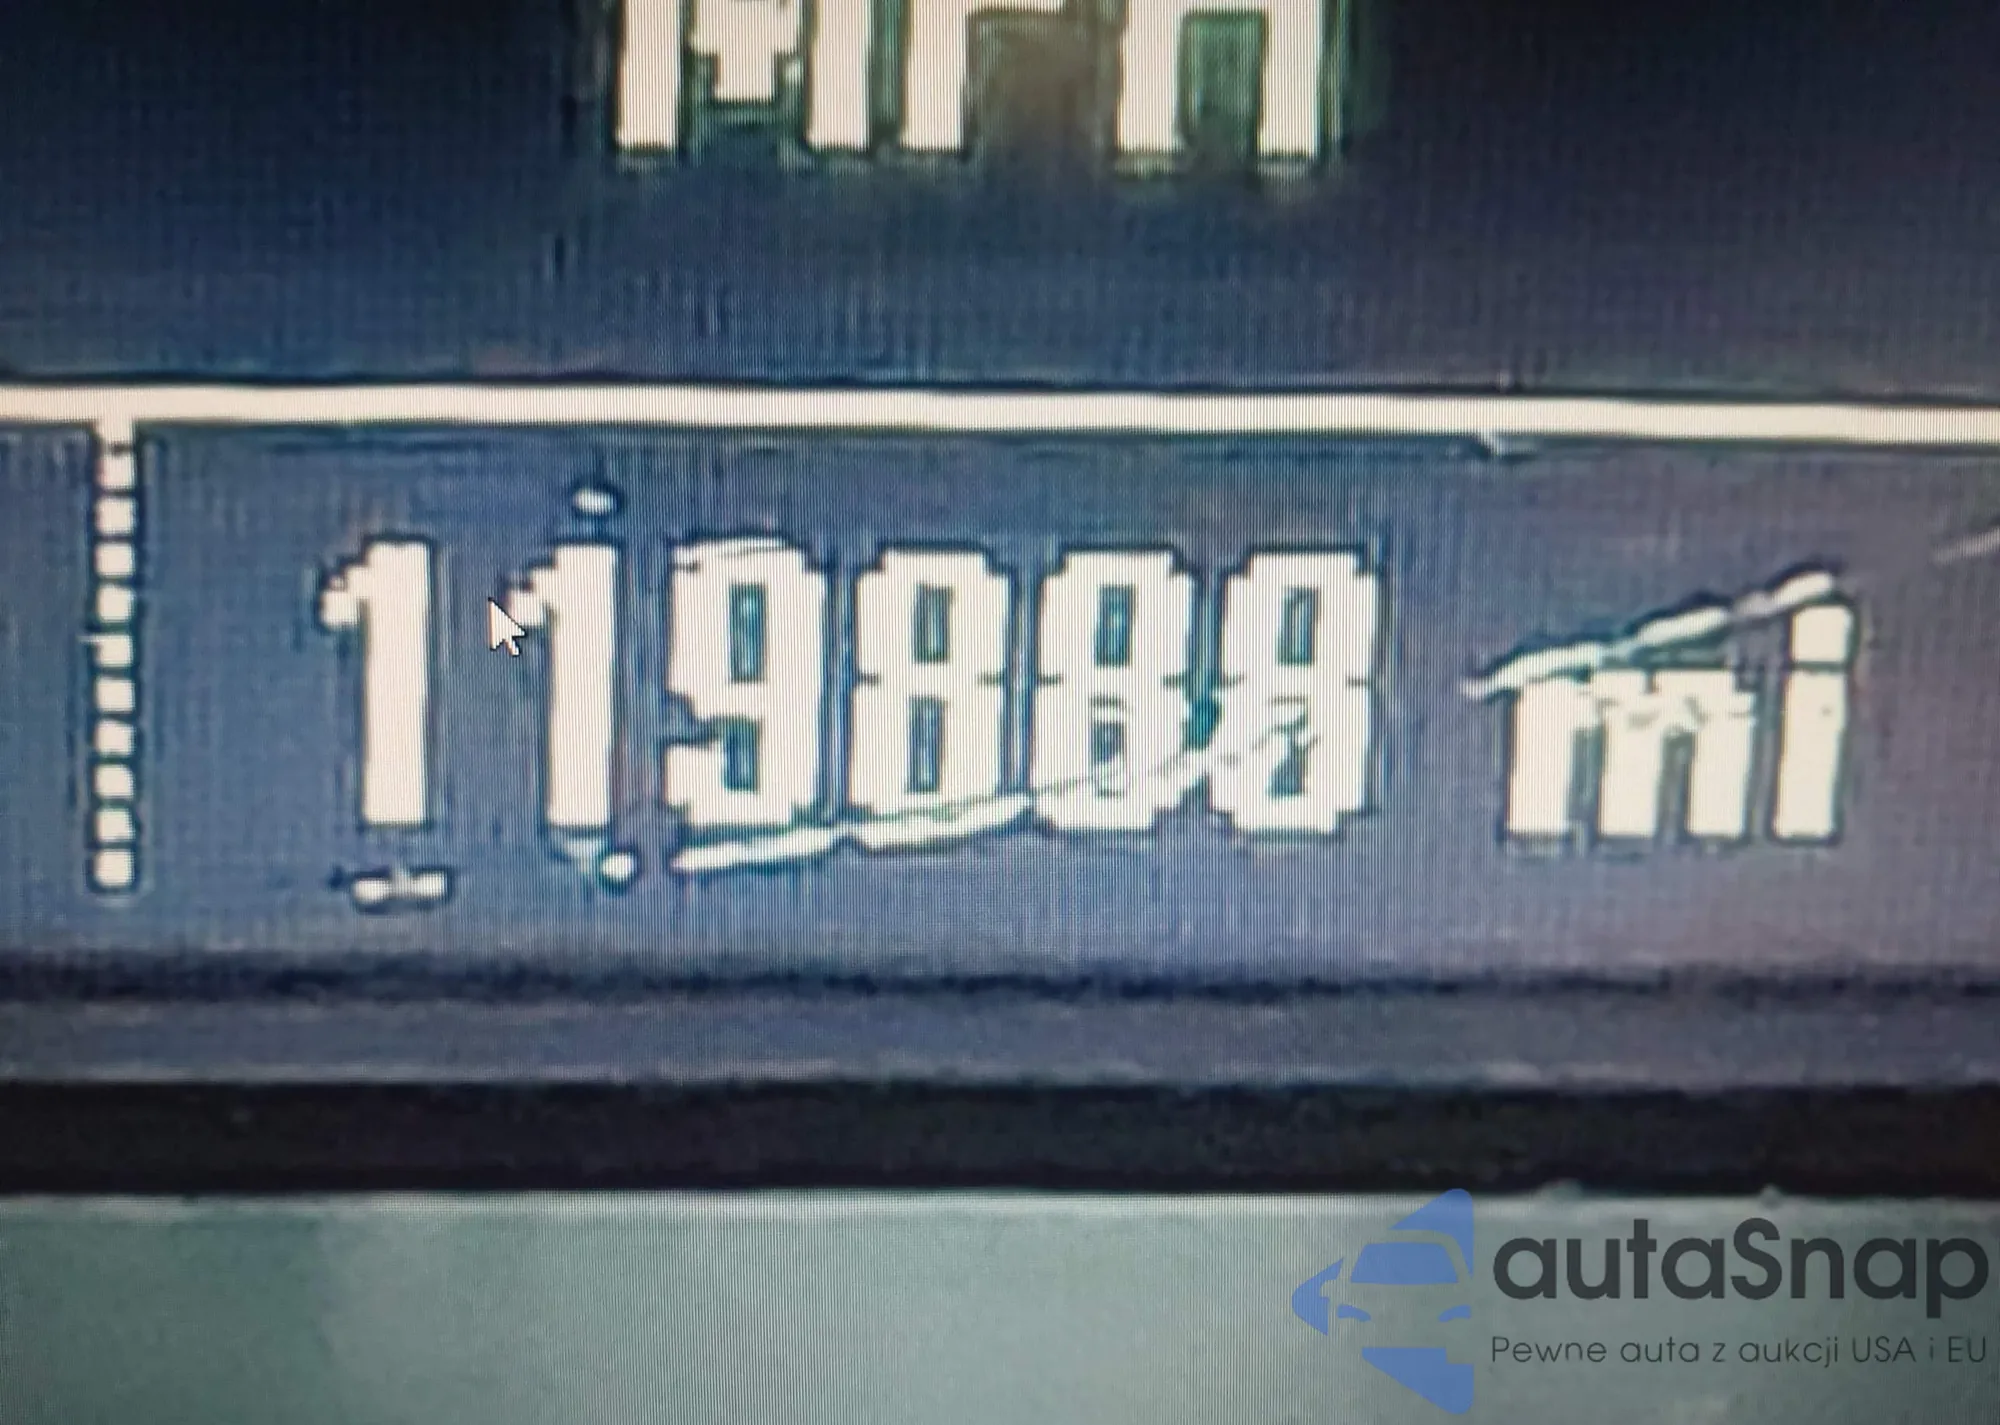 MPH
119888 mi
autaSnap
Pewne auta z aukcji USA i EU